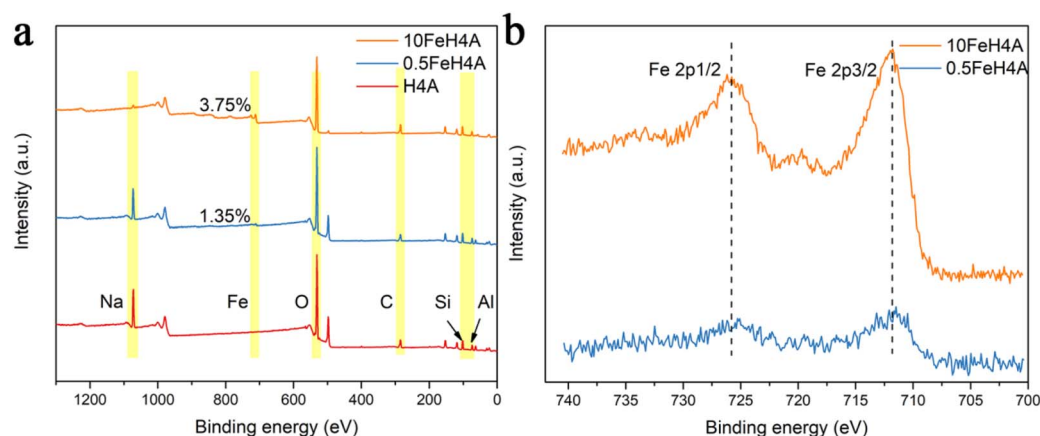 a
10FeH4A
0.5FeH4A
H4A
3.75%
1.35%
Na
Fe
O
C
Si
Al
Intensity (a.u.)
1200 1000 800 600 400 200 0
Binding energy (eV)
b
10FeH4A
0.5FeH4A
Fe 2p1/2
Fe 2p3/2
Intensity (a.u.)
740 735 730 725 720 715 710 705 700
Binding energy (eV)